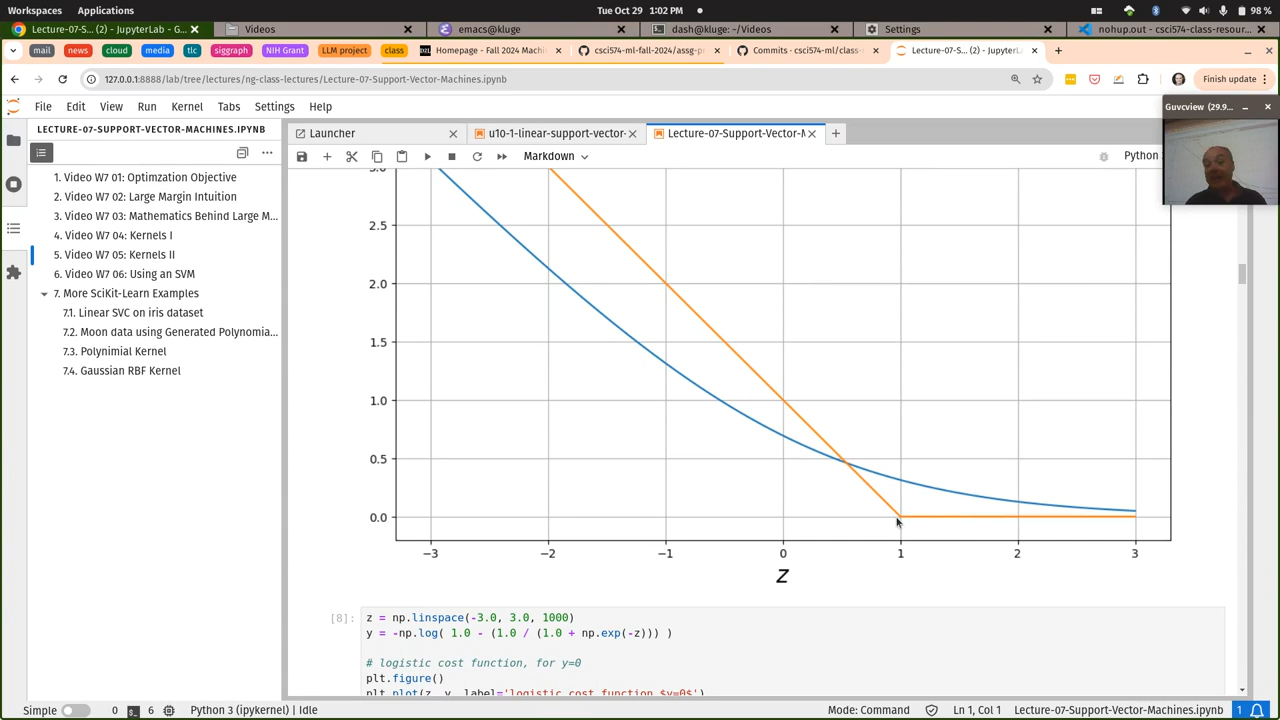 Workspaces Applications Tue Oct 29 1:02 PM 98 %
Lecture-07-S... (2) - JupyterLab - G... Videos emacs@kluge dash@kluge: ~/Videos Settings nohup.out - csci574-class-resour...
mail news cloud media tlc siggraph NIH Grant LLM project class Homepage - Fall 2024 Machin csci574-ml-fall-2024/assg-p Commits · csci574-ml/class- Lecture-07-S... (2) - JupyterL
127.0.0.1:8888/lab/tree/lectures/ng-class-lectures/Lecture-07-Support-Vector-Machines.ipynb Finish update
File Edit View Run Kernel Tabs Settings Help
Guvcview (29.9...
LECTURE-07-SUPPORT-VECTOR-MACHINES.IPYNB
Launcher u10-1-linear-support-vector- Lecture-07-Support-Vector-M
Markdown Python
1. Video W7 01: Optimzation Objective
2. Video W7 02: Large Margin Intuition
3. Video W7 03: Mathematics Behind Large M...
4. Video W7 04: Kernels I
5. Video W7 05: Kernels II
6. Video W7 06: Using an SVM
7. More SciKit-Learn Examples
7.1. Linear SVC on iris dataset
7.2. Moon data using Generated Polynomia...
7.3. Polynimial Kernel
7.4. Gaussian RBF Kernel
3.0
2.5
2.0
1.5
1.0
0.5
0.0
−3 −2 −1 0 1 2 3
z
[8]: z = np.linspace(-3.0, 3.0, 1000)
y = -np.log( 1.0 - (1.0 / (1.0 + np.exp(-z))) )
# logistic cost function, for y=0
plt.figure()
plt.plot(z, y, label='logistic cost function $y=0$')
Simple 0 6 Python 3 (ipykernel) | Idle Mode: Command Ln 1, Col 1 Lecture-07-Support-Vector-Machines.ipynb 1